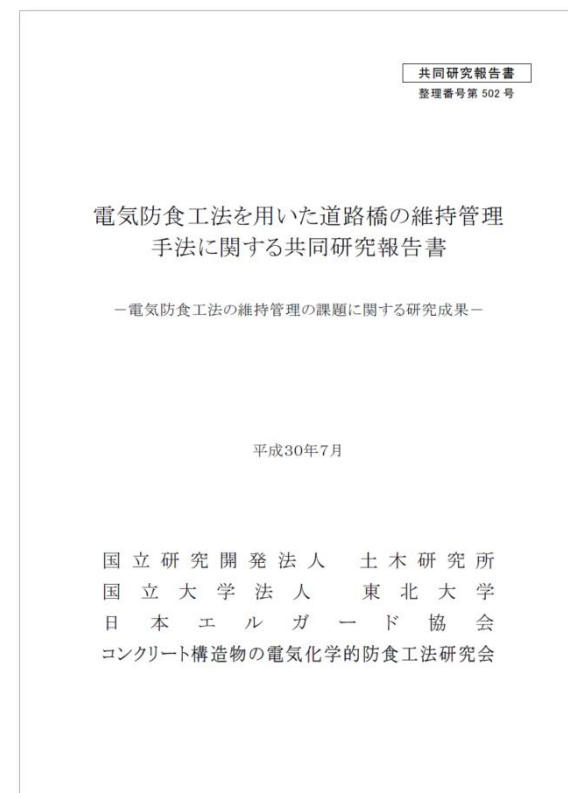 共同研究報告書
整理番号第 502 号
電気防食工法を用いた道路橋の維持管理
手法に関する共同研究報告書
－電気防食工法の維持管理の課題に関する研究成果－
平成30年7月
国立研究開発法人　土木研究所
国立大学法人　東北大学
日本エルガード協会
コンクリート構造物の電気化学的防食工法研究会